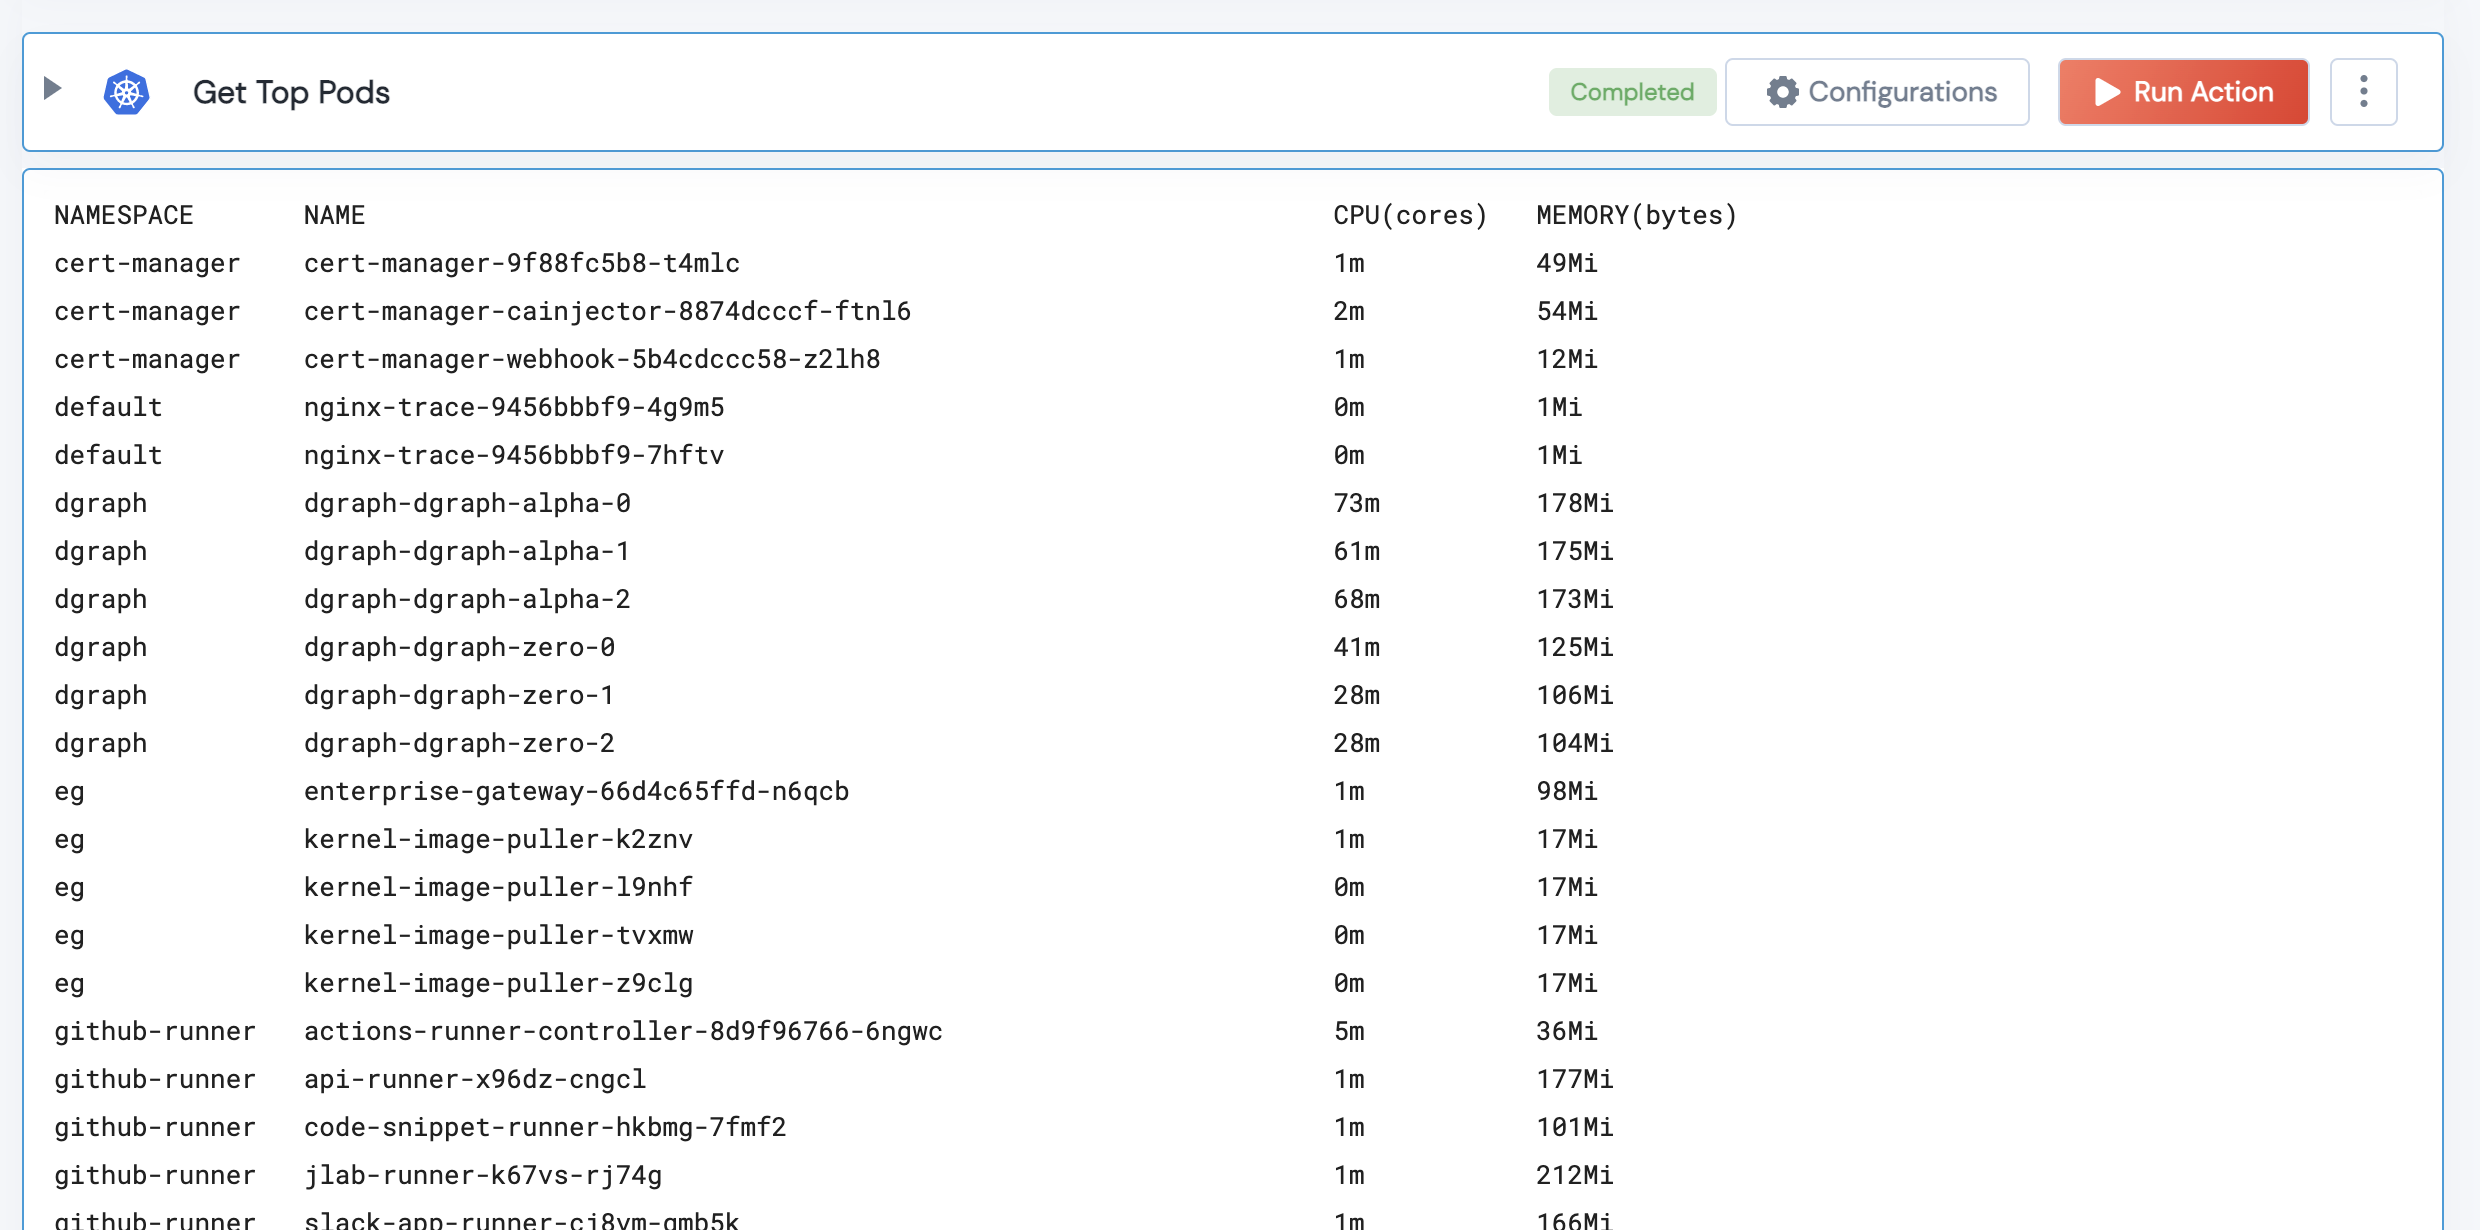 Get Top Pods Completed Configurations Run Action
NAMESPACE NAME CPU(cores) MEMORY(bytes)
cert-manager cert-manager-9f88fc5b8-t4mlc 1m 49Mi
cert-manager cert-manager-cainjector-8874dcccf-ftnl6 2m 54Mi
cert-manager cert-manager-webhook-5b4cdccc58-z2lh8 1m 12Mi
default nginx-trace-9456bbbf9-4g9m5 0m 1Mi
default nginx-trace-9456bbbf9-7hftv 0m 1Mi
dgraph dgraph-dgraph-alpha-0 73m 178Mi
dgraph dgraph-dgraph-alpha-1 61m 175Mi
dgraph dgraph-dgraph-alpha-2 68m 173Mi
dgraph dgraph-dgraph-zero-0 41m 125Mi
dgraph dgraph-dgraph-zero-1 28m 106Mi
dgraph dgraph-dgraph-zero-2 28m 104Mi
eg enterprise-gateway-66d4c65ffd-n6qcb 1m 98Mi
eg kernel-image-puller-k2znv 1m 17Mi
eg kernel-image-puller-l9nhf 0m 17Mi
eg kernel-image-puller-tvxmw 0m 17Mi
eg kernel-image-puller-z9clg 0m 17Mi
github-runner actions-runner-controller-8d9f96766-6ngwc 5m 36Mi
github-runner api-runner-x96dz-cngcl 1m 177Mi
github-runner code-snippet-runner-hkbmg-7fmf2 1m 101Mi
github-runner jlab-runner-k67vs-rj74g 1m 212Mi
github-runner 1m 166Mi